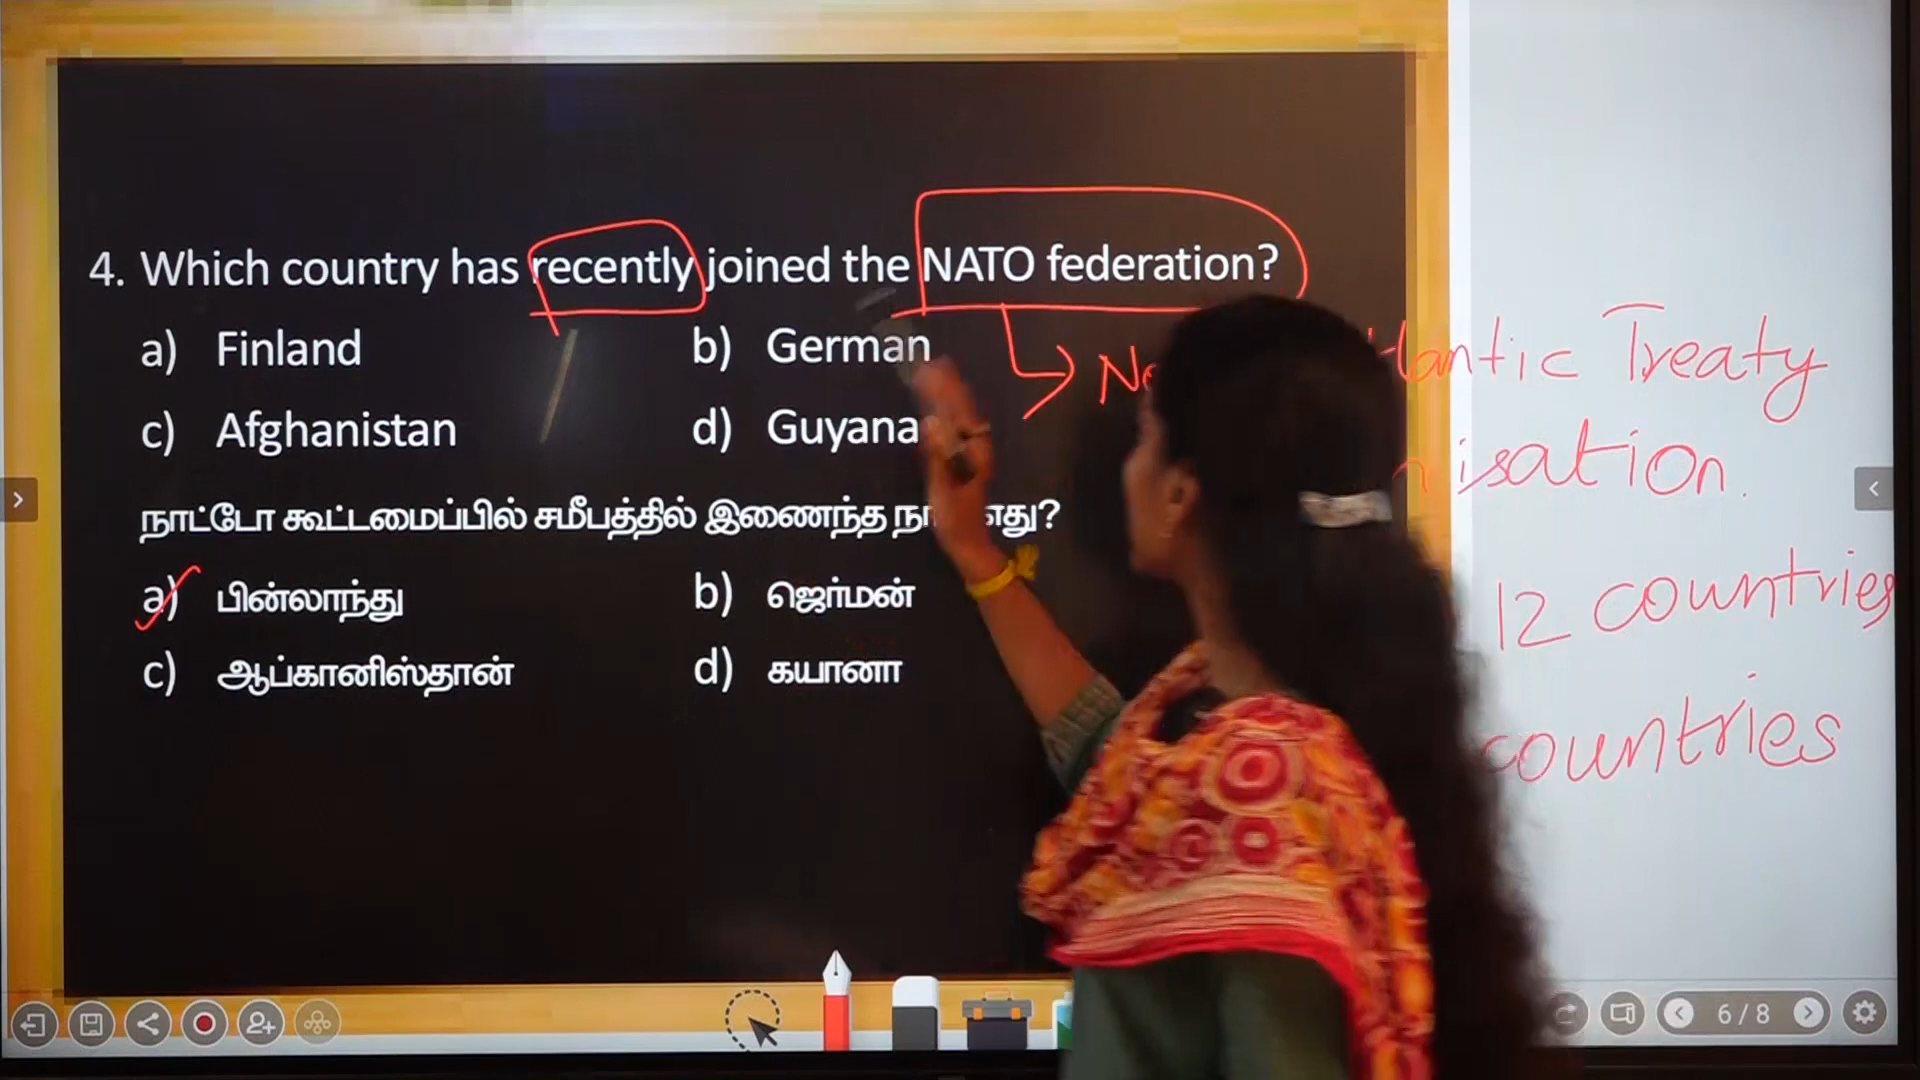 4. Which country has recently joined the NATO federation?
a) Finland b) German
c) Afghanistan d) Guyana
lantic Treaty
isation.
நாட்டோ கூட்டமைப்பில் சமீபத்தில் இணைந்த எது?
12 countries
a) பின்லாந்து b) ஜெர்மன்
c) ஆப்கானிஸ்தான் d) கயானா
countries
6/8